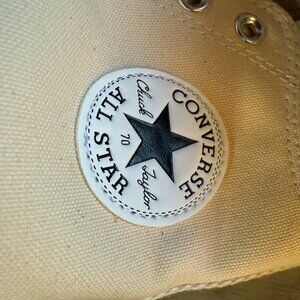 CONVERSE
Chuck Taylor
70
ALL STAR